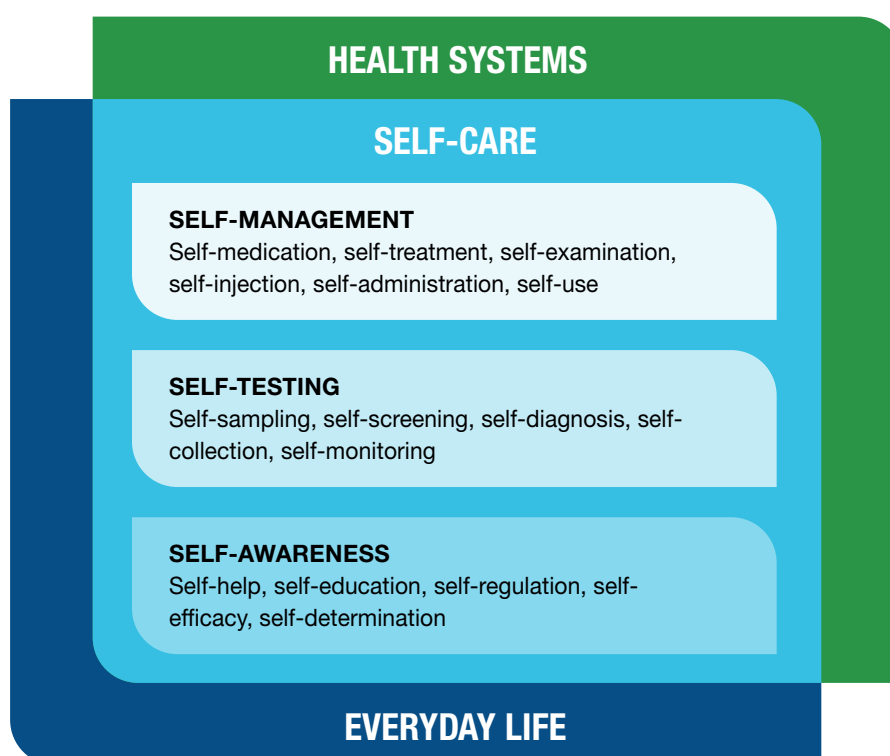 HEALTH SYSTEMS
SELF-CARE
SELF-MANAGEMENT
Self-medication, self-treatment, self-examination,
self-injection, self-administration, self-use
SELF-TESTING
Self-sampling, self-screening, self-diagnosis, self-
collection, self-monitoring
SELF-AWARENESS
Self-help, self-education, self-regulation, self-
efficacy, self-determination
EVERYDAY LIFE